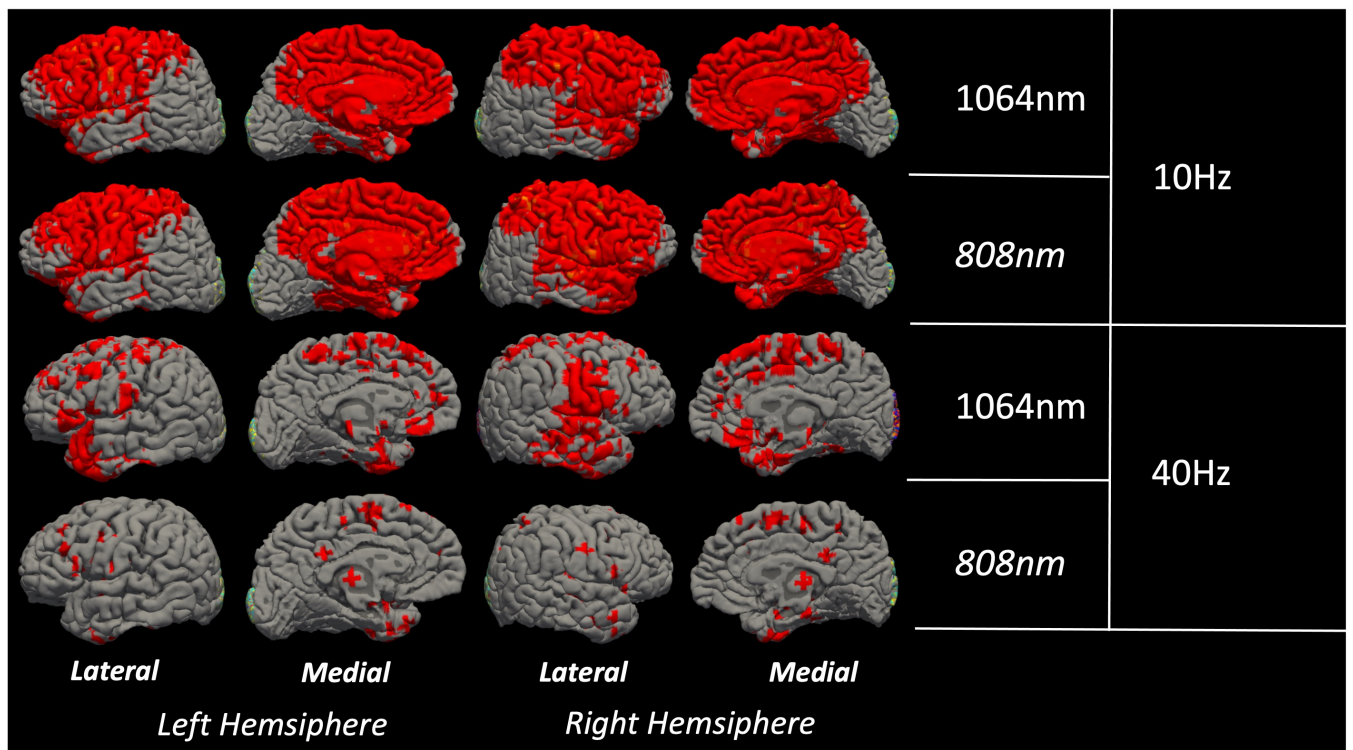 1064nm
10Hz
808nm
1064nm
40Hz
808nm
Lateral Medial Lateral Medial
Left Hemsiphere Right Hemsiphere